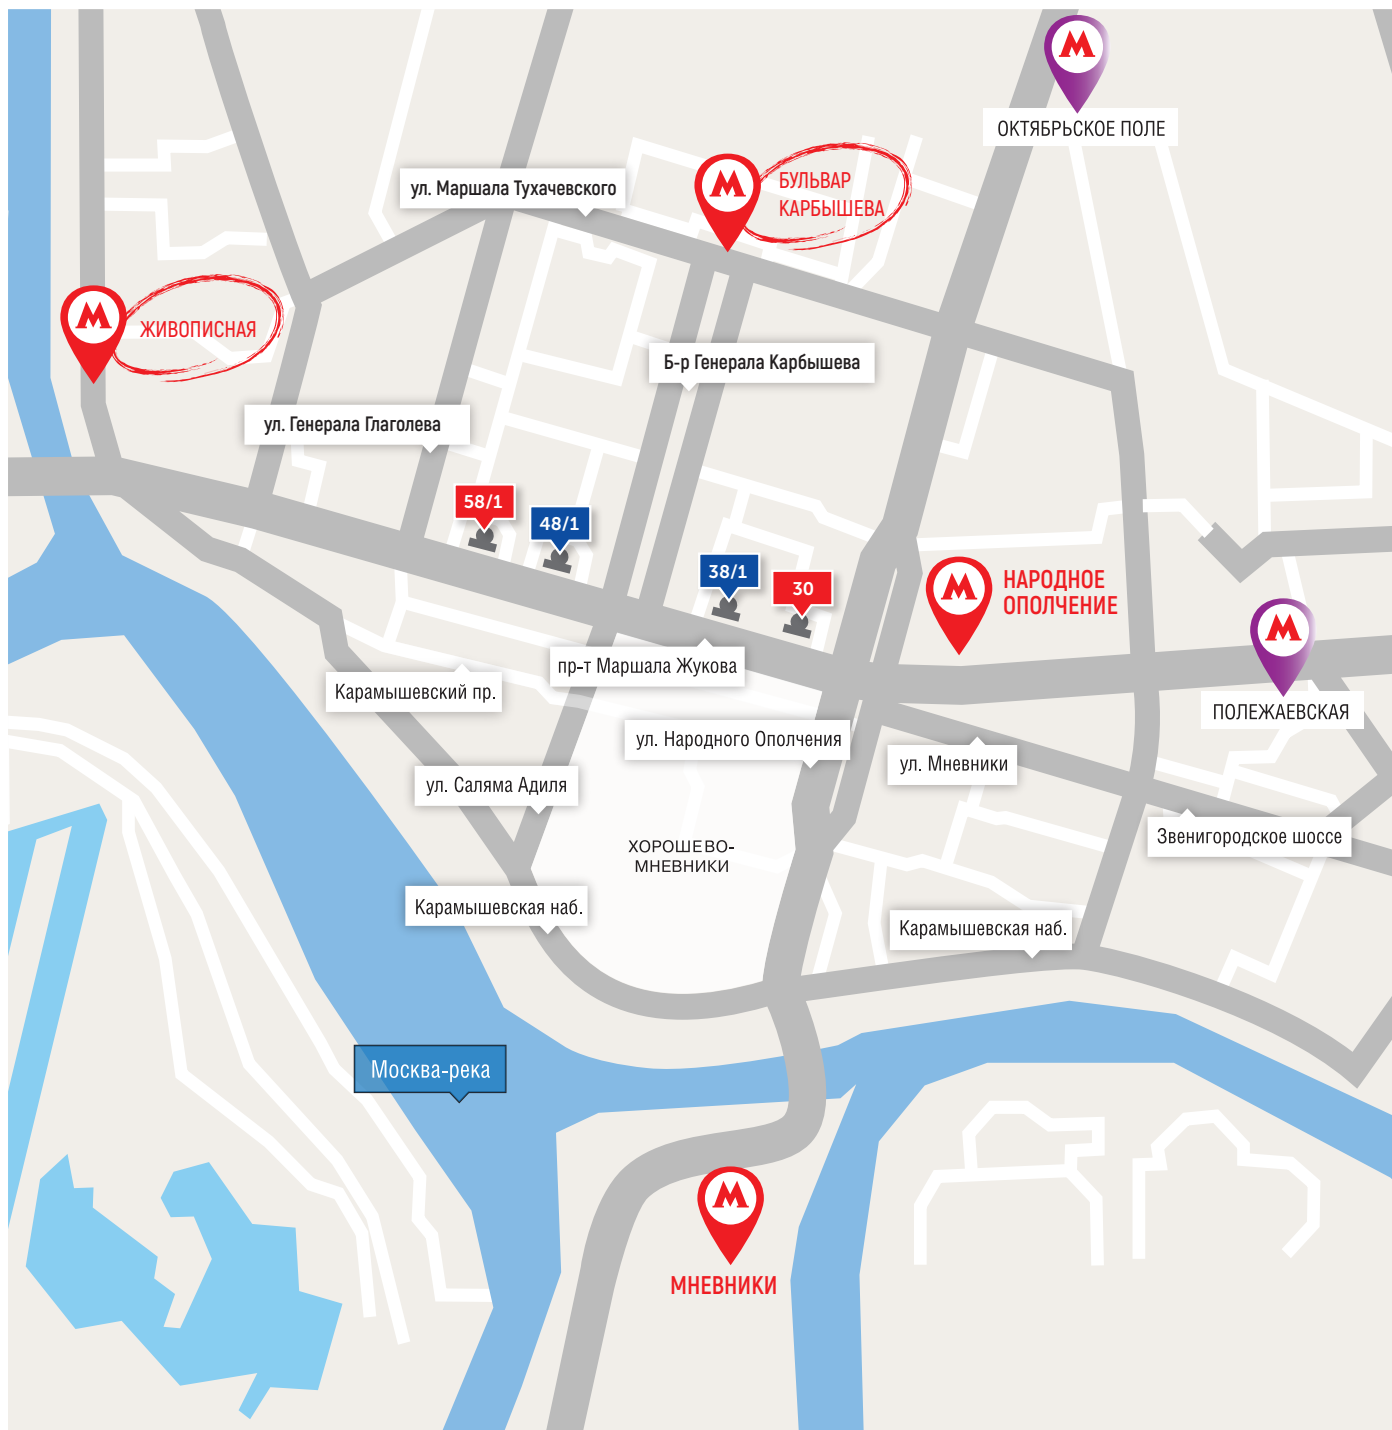 М
ОКТЯБРЬСКОЕ ПОЛЕ
М
БУЛЬВАР
КАРБЫШЕВА
ул. Маршала Тухачевского
М
ЖИВОПИСНАЯ
Б-р Генерала Карбышева
ул. Генерала Глаголева
58/1
48/1
38/1
30
М
НАРОДНОЕ
ОПОЛЧЕНИЕ
М
ПОЛЕЖАЕВСКАЯ
пр-т Маршала Жукова
Карамышевский пр.
ул. Народного Ополчения
ул. Мневники
ул. Саляма Адиля
Звенигородское шоссе
ХОРОШЕВО-
МНЕВНИКИ
Карамышевская наб.
Карамышевская наб.
Москва-река
М
МНЕВНИКИ